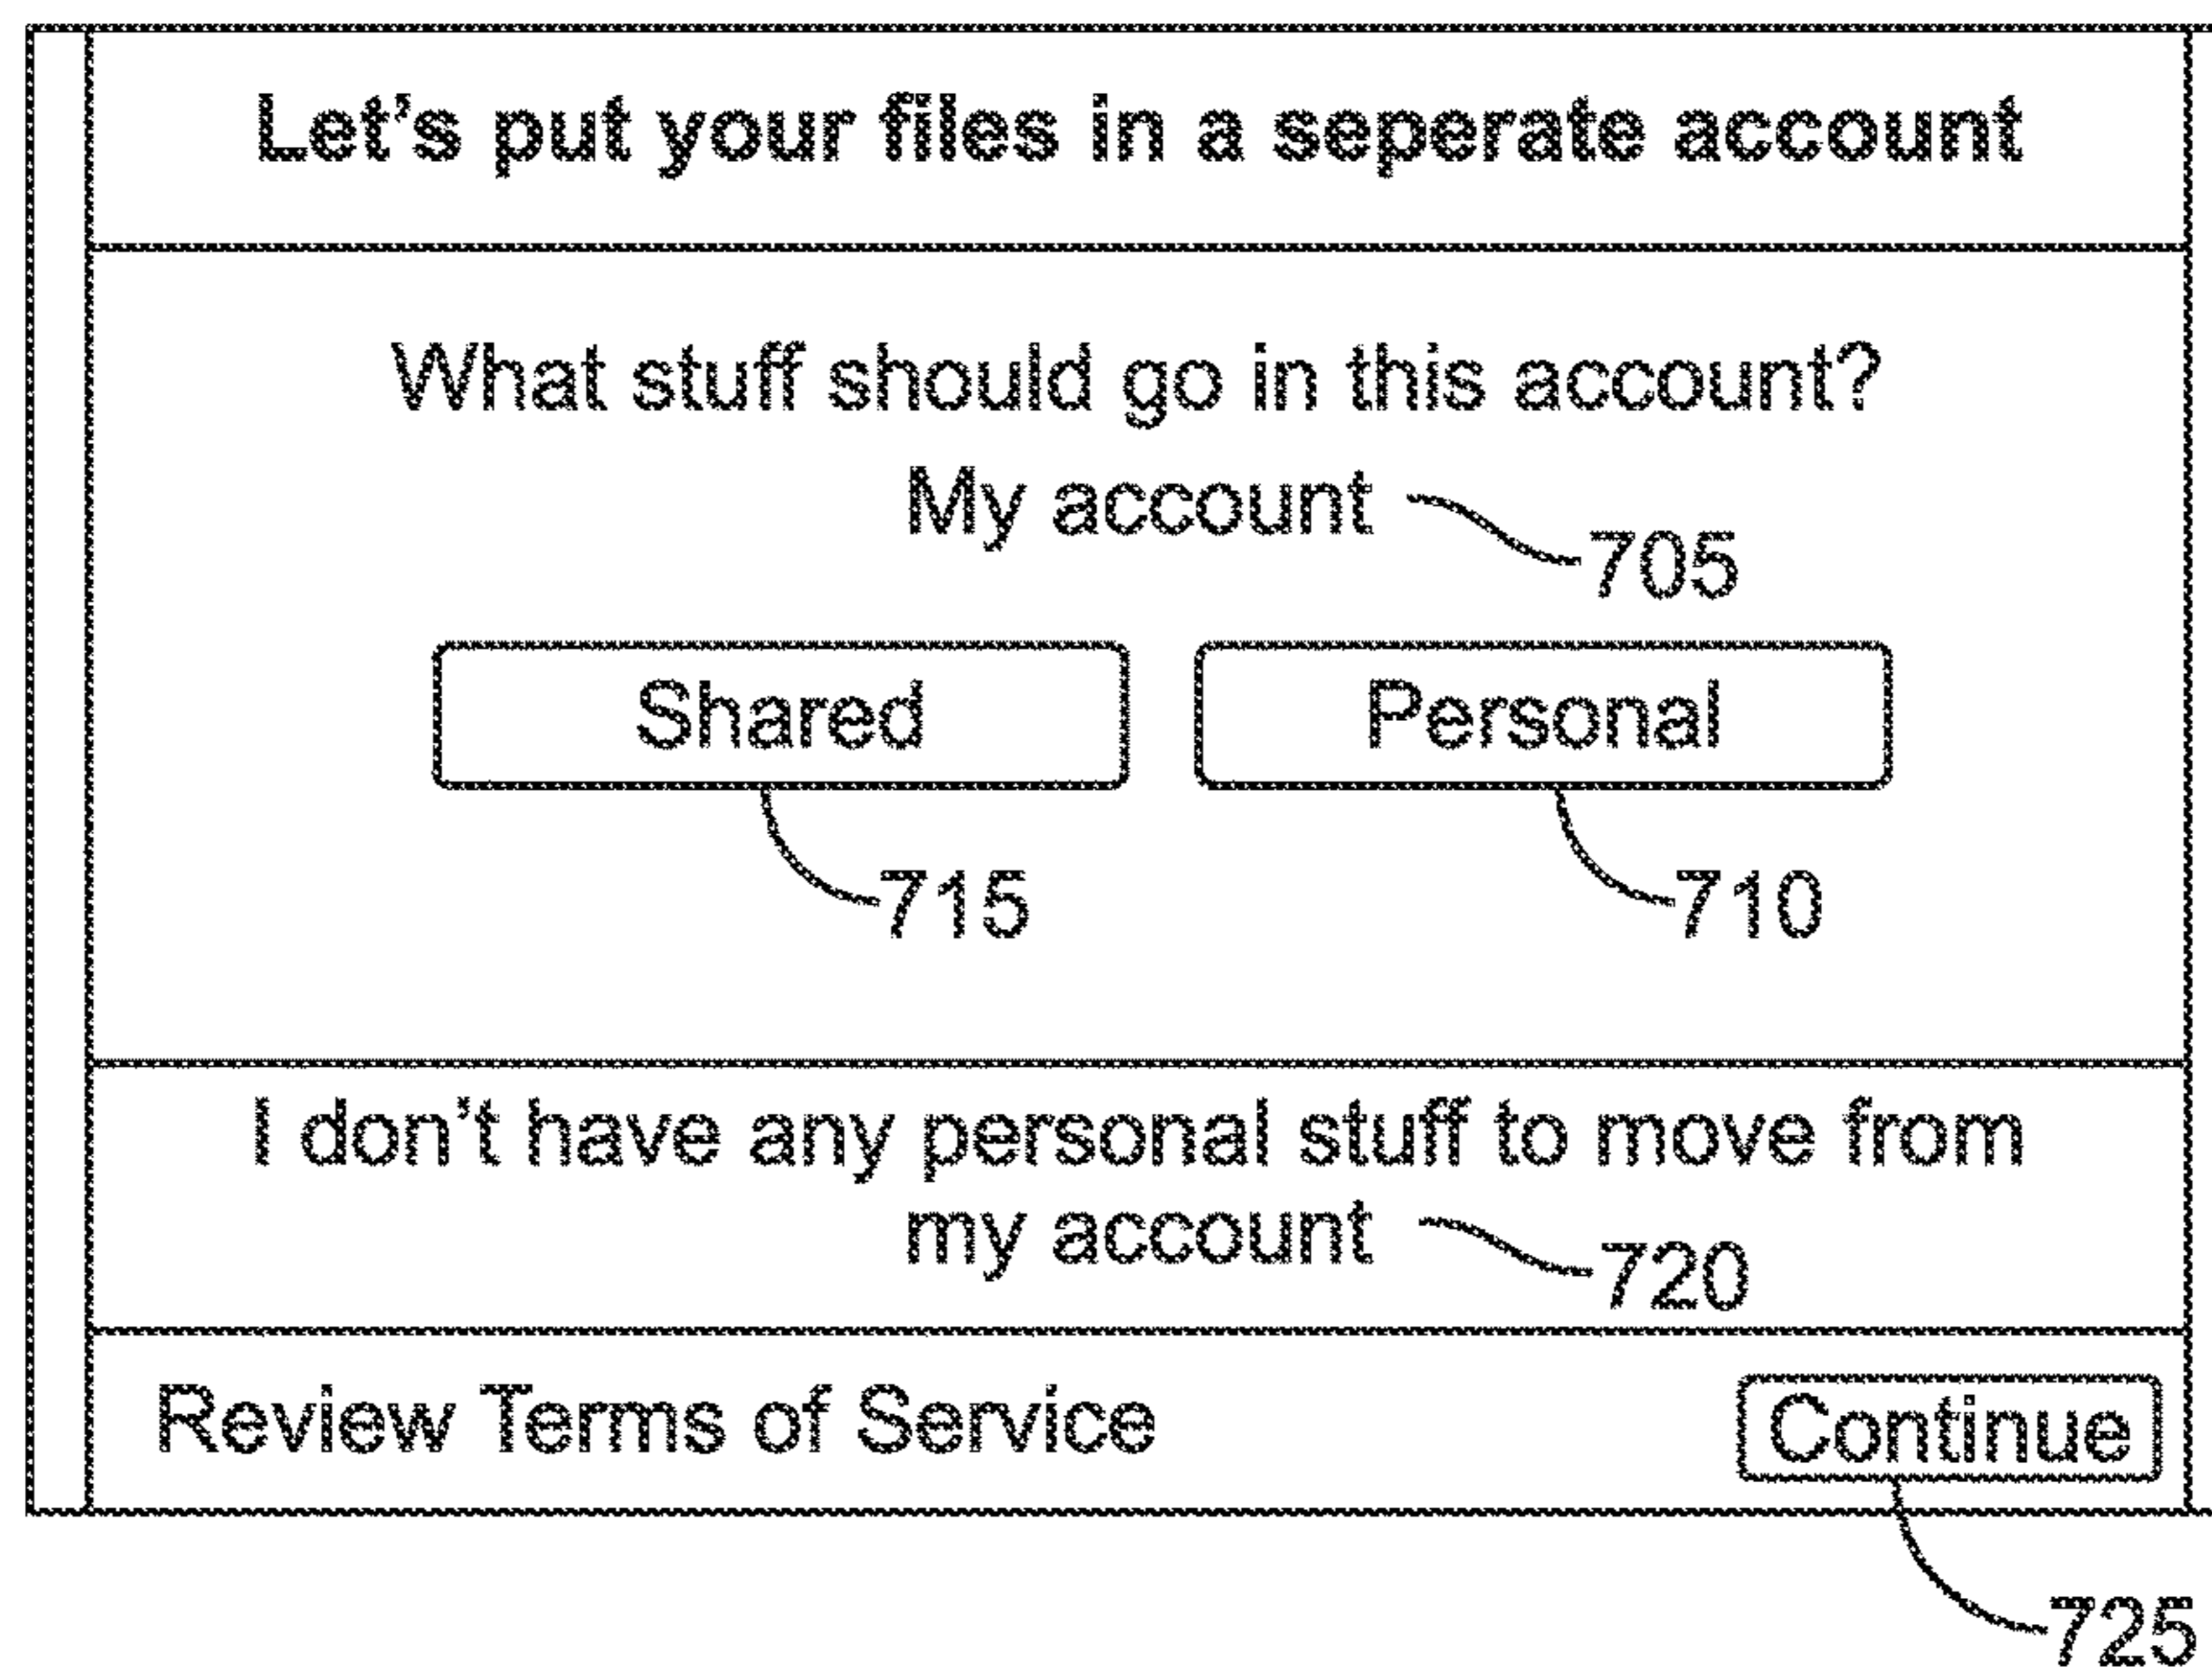 Let's put your files in a seperate account
What stuff should go in this account?
My account
705
Shared
Personal
715
710
I don't have any personal stuff to move from
my account
720
Review Terms of Service
Continue
725